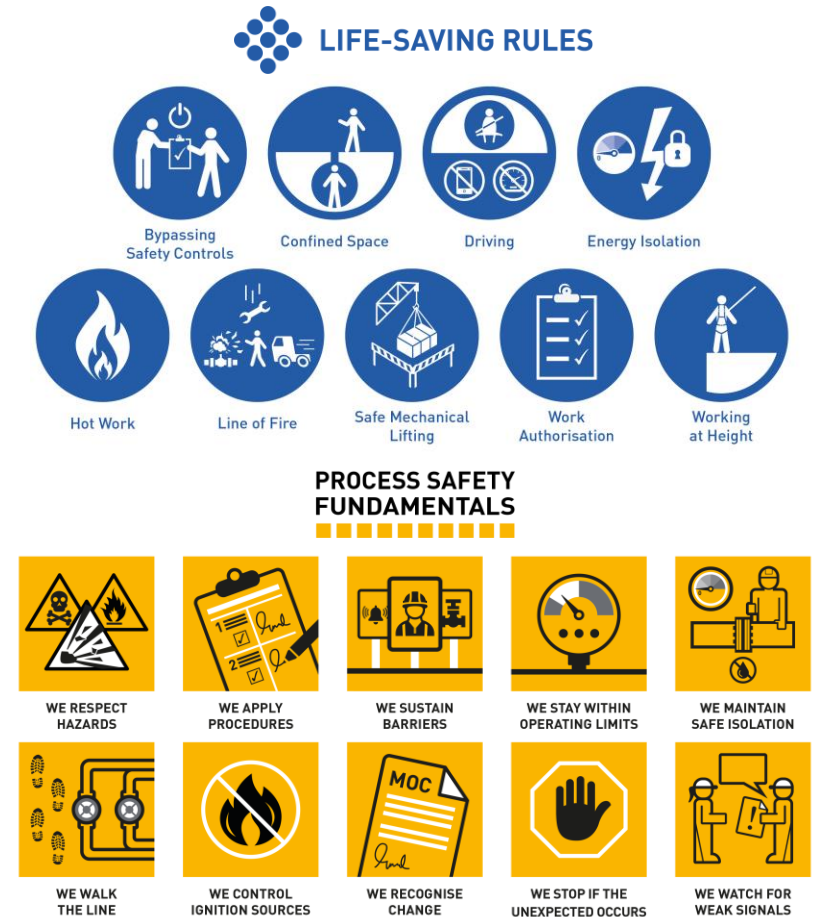 LIFE-SAVING RULES
Bypassing
Safety Controls
Confined Space
Driving
Energy Isolation
Hot Work
Line of Fire
Safe Mechanical
Lifting
Work
Authorisation
Working
at Height
PROCESS SAFETY
FUNDAMENTALS
1
2
WE RESPECT
HAZARDS
WE APPLY
PROCEDURES
WE SUSTAIN
BARRIERS
WE STAY WITHIN
OPERATING LIMITS
WE MAINTAIN
SAFE ISOLATION
MOC
!
WE WALK
THE LINE
WE CONTROL
IGNITION SOURCES
WE RECOGNISE
CHANGE
WE STOP IF THE
UNEXPECTED OCCURS
WE WATCH FOR
WEAK SIGNALS